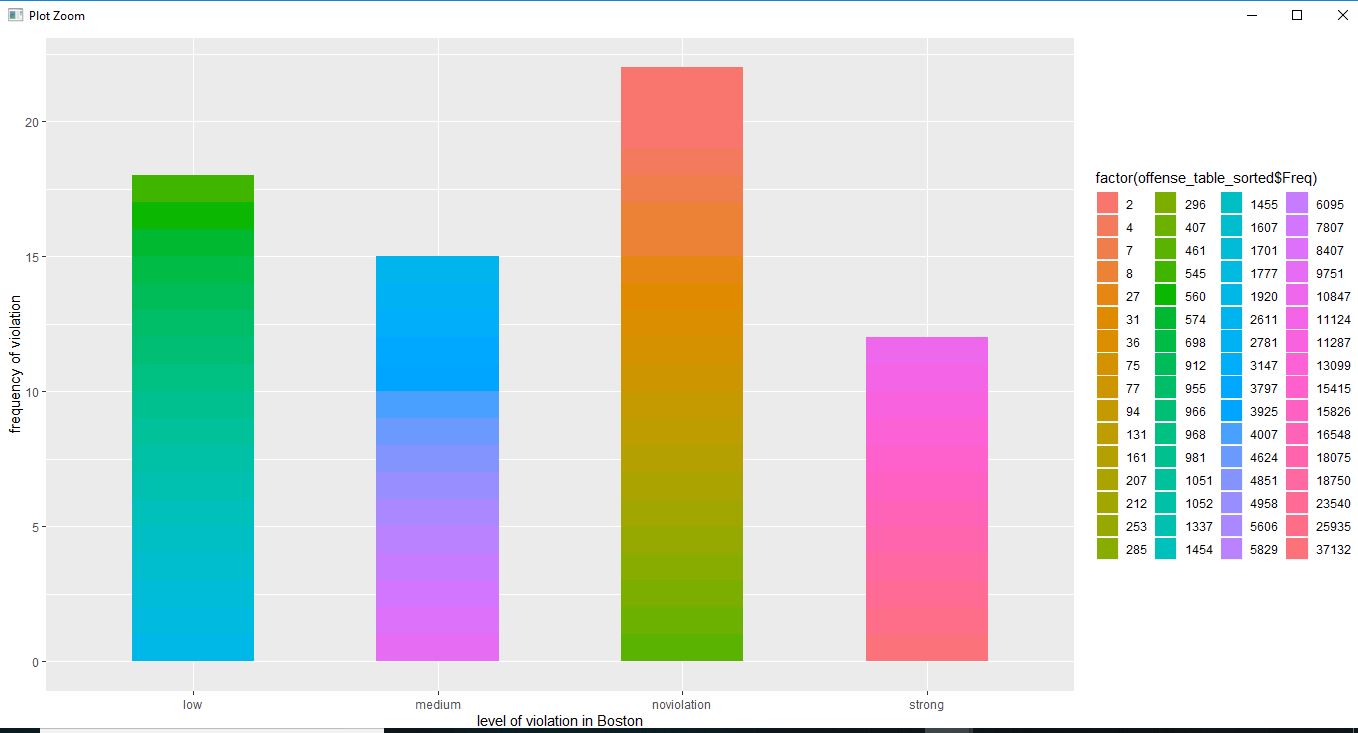 Plot Zoom
frequency of violation
20
15
10
5
0
low medium noviolation strong
level of violation in Boston
factor(offense_table_sorted$Freq)
2 296 1455 6095
4 407 1607 7807
7 461 1701 8407
8 545 1777 9751
27 560 1920 10847
31 574 2611 11124
36 698 2781 11287
75 912 3147 13099
77 955 3797 15415
94 966 3925 15826
131 968 4007 16548
161 981 4624 18075
207 1051 4851 18750
212 1052 4958 23540
253 1337 5606 25935
285 1454 5829 37132